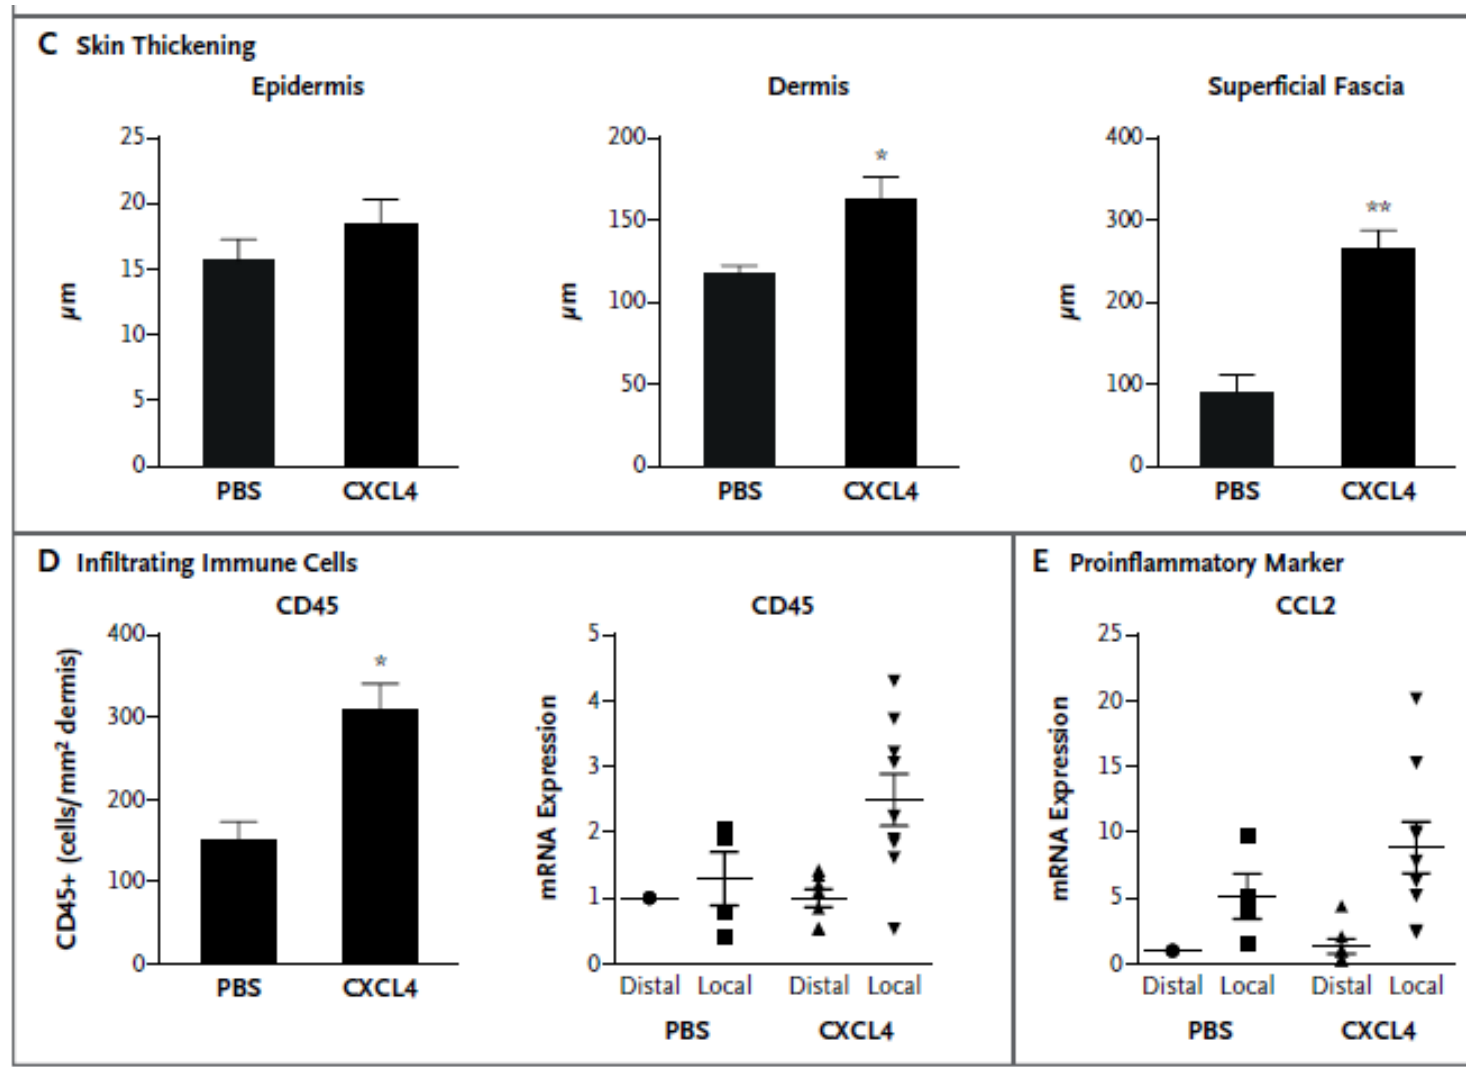 C Skin Thickening
Epidermis
25
20
15
10
5
0
µm
PBS CXCL4
Dermis
200
150
100
50
0
µm
*
PBS CXCL4
Superficial Fascia
400
300
200
100
0
µm
**
PBS CXCL4
D Infiltrating Immune Cells
CD45
400
300
200
100
0
CD45+ (cells/mm² dermis)
*
PBS CXCL4
CD45
5
4
3
2
1
0
mRNA Expression
Distal Local Distal Local
PBS CXCL4
E Proinflammatory Marker
CCL2
25
20
15
10
5
0
mRNA Expression
Distal Local Distal Local
PBS CXCL4